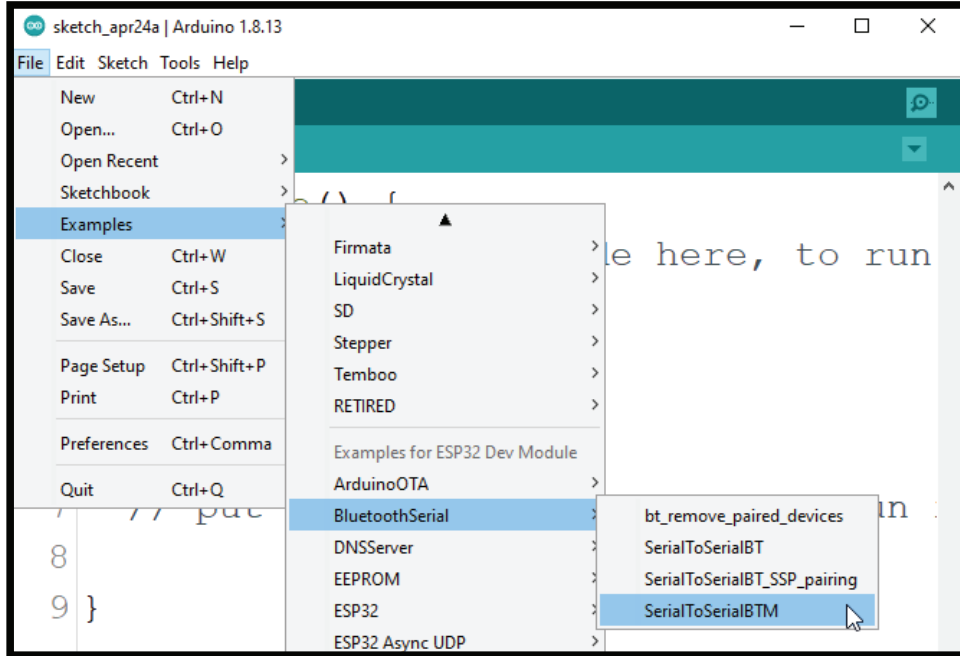 sketch_apr24a | Arduino 1.8.13
File Edit Sketch Tools Help
New Ctrl+N
Open... Ctrl+O
Open Recent
Sketchbook
Examples
Close Ctrl+W
Save Ctrl+S
Save As... Ctrl+Shift+S
Page Setup Ctrl+Shift+P
Print Ctrl+P
Preferences Ctrl+Comma
Quit Ctrl+Q
Firmata
LiquidCrystal
SD
Stepper
Temboo
RETIRED
Examples for ESP32 Dev Module
ArduinoOTA
BluetoothSerial
DNSServer
EEPROM
ESP32
ESP32 Async UDP
bt_remove_paired_devices
SerialToSerialBT
SerialToSerialBT_SSP_pairing
SerialToSerialBTM
() {
here, to run
// put
8
9 }